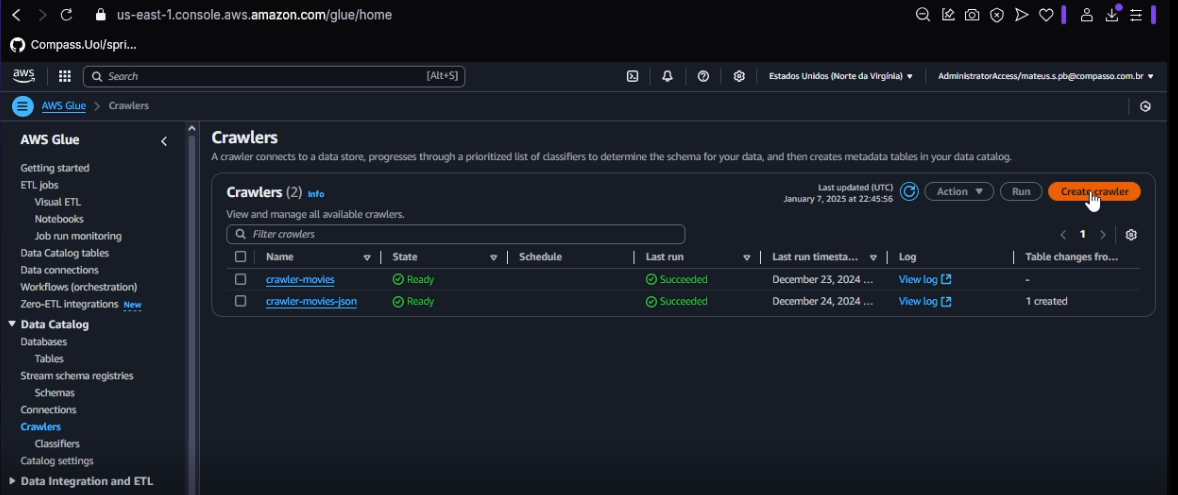 us-east-1.console.aws.amazon.com/glue/home
Compass.Uol/spri...
aws
Search [Alt+S]
Estados Unidos (Norte da Virgínia)
AdministratorAccess/mateus.s.pb@compasso.com.br
AWS Glue > Crawlers
AWS Glue
Getting started
ETL jobs
Visual ETL
Notebooks
Job run monitoring
Data Catalog tables
Data connections
Workflows (orchestration)
Zero-ETL integrations New
Data Catalog
Databases
Tables
Stream schema registries
Schemas
Connections
Crawlers
Classifiers
Catalog settings
Data Integration and ETL
Crawlers
A crawler connects to a data store, progresses through a prioritized list of classifiers to determine the schema for your data, and then creates metadata tables in your data catalog.
Crawlers (2) Info
Last updated (UTC)
January 7, 2025 at 22:45:56
Action
Run
Create crawler
View and manage all available crawlers.
Filter crawlers
1
Name State Schedule Last run Last run timesta... Log Table changes fro...
crawler-movies Ready Succeeded December 23, 2024 ... View log -
crawler-movies-json Ready Succeeded December 24, 2024 ... View log 1 created